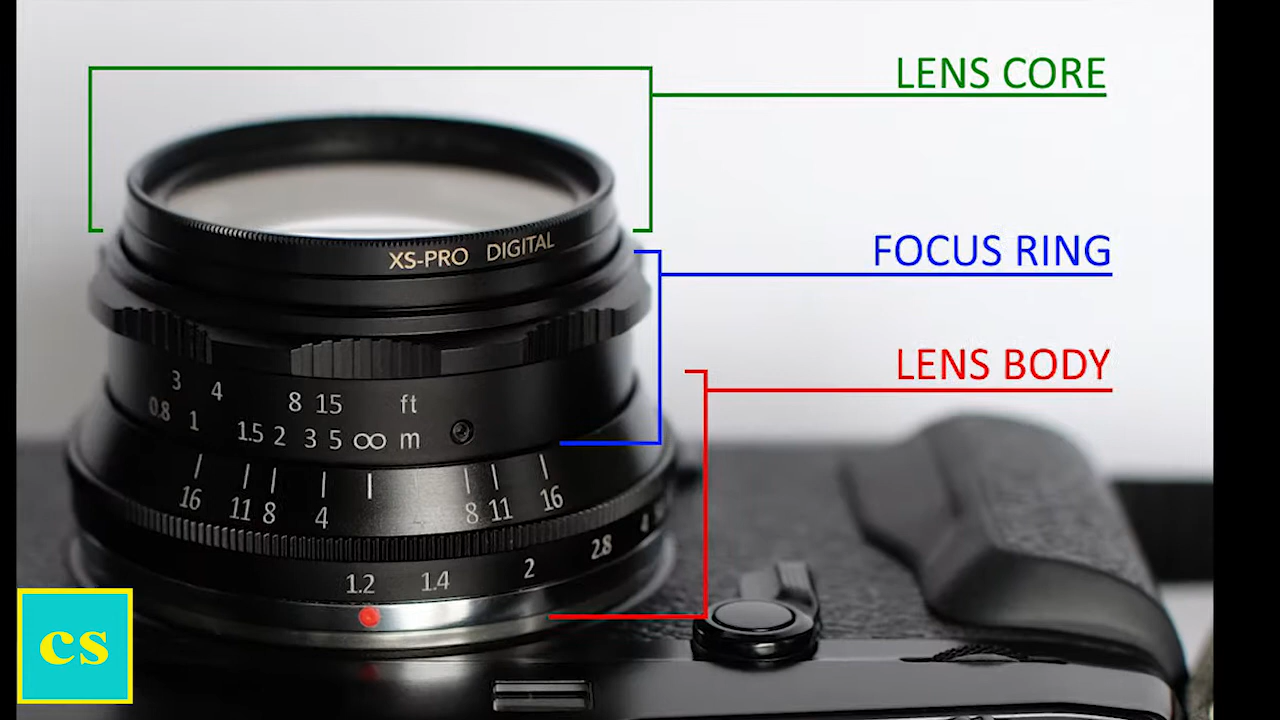 LENS CORE
XS-PRO DIGITAL
FOCUS RING
LENS BODY
3 4 8 15 ft
0.8 1 1.5 2 3 5 ∞ m
16 11 8 4 8 11 16
1.2 1.4 2 2.8 4
cs